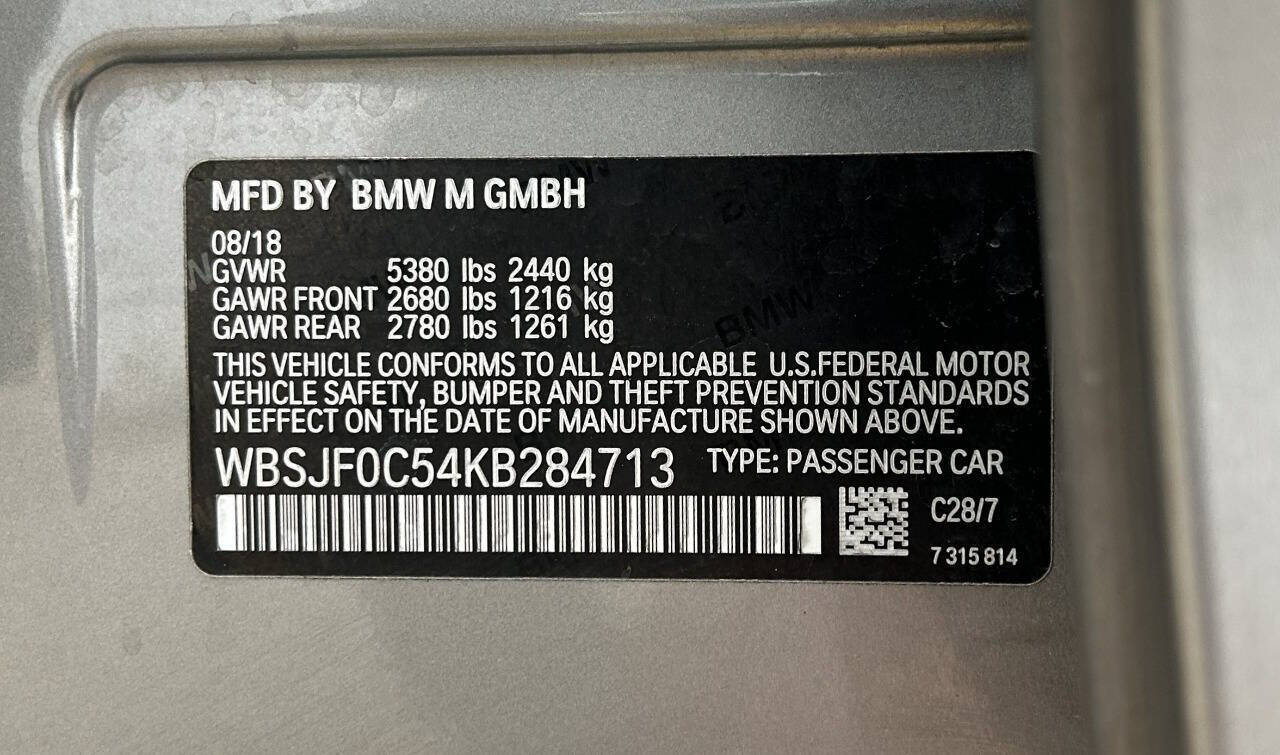 MFD BY BMW M GMBH
08/18
GVWR 5380 lbs 2440 kg
GAWR FRONT 2680 lbs 1216 kg
GAWR REAR 2780 lbs 1261 kg
THIS VEHICLE CONFORMS TO ALL APPLICABLE U.S.FEDERAL MOTOR
VEHICLE SAFETY, BUMPER AND THEFT PREVENTION STANDARDS
IN EFFECT ON THE DATE OF MANUFACTURE SHOWN ABOVE.
WBSJF0C54KB284713 TYPE: PASSENGER CAR
C28/7
7 315 814